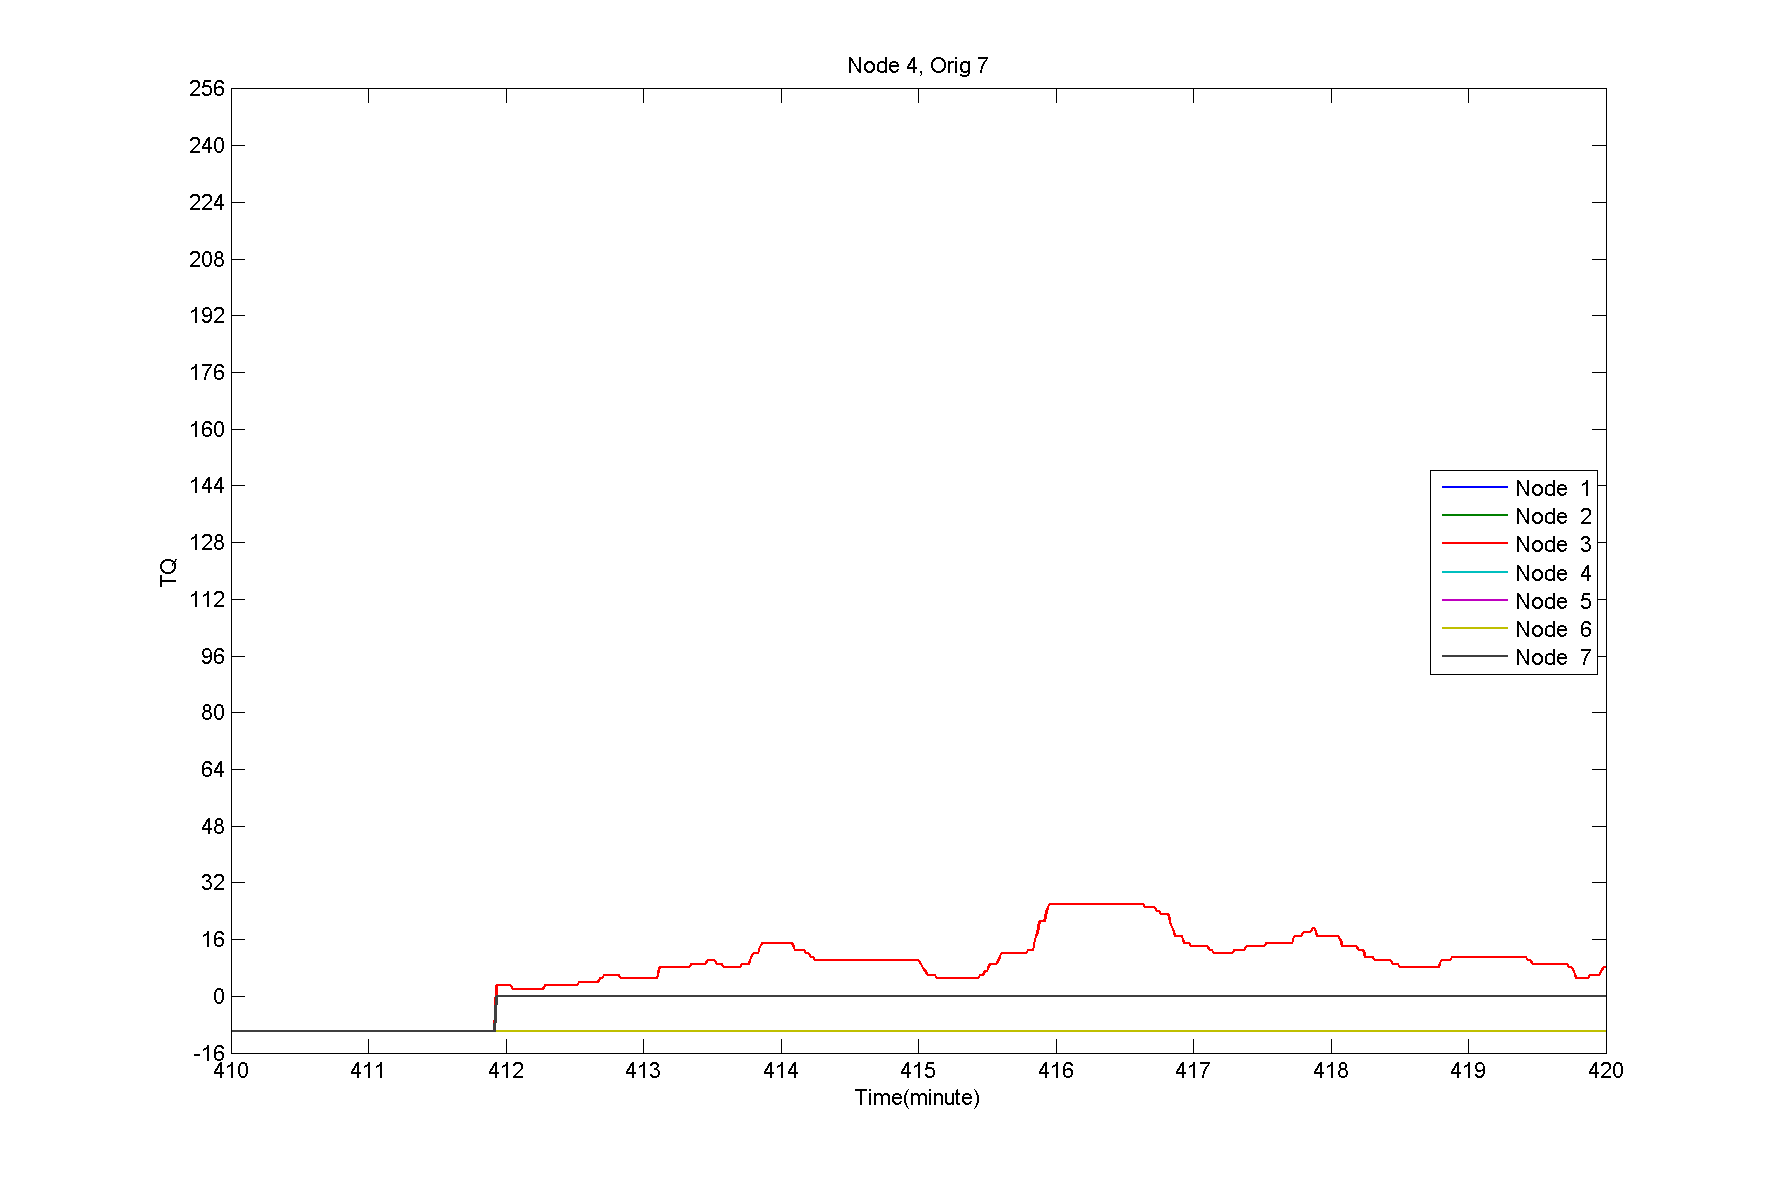 Node 4, Orig 7
256
240
224
208
192
176
160
144
128
112
96
80
64
48
32
16
0
-16
TQ
Node 1
Node 2
Node 3
Node 4
Node 5
Node 6
Node 7
410 411 412 413 414 415 416 417 418 419 420
Time(minute)